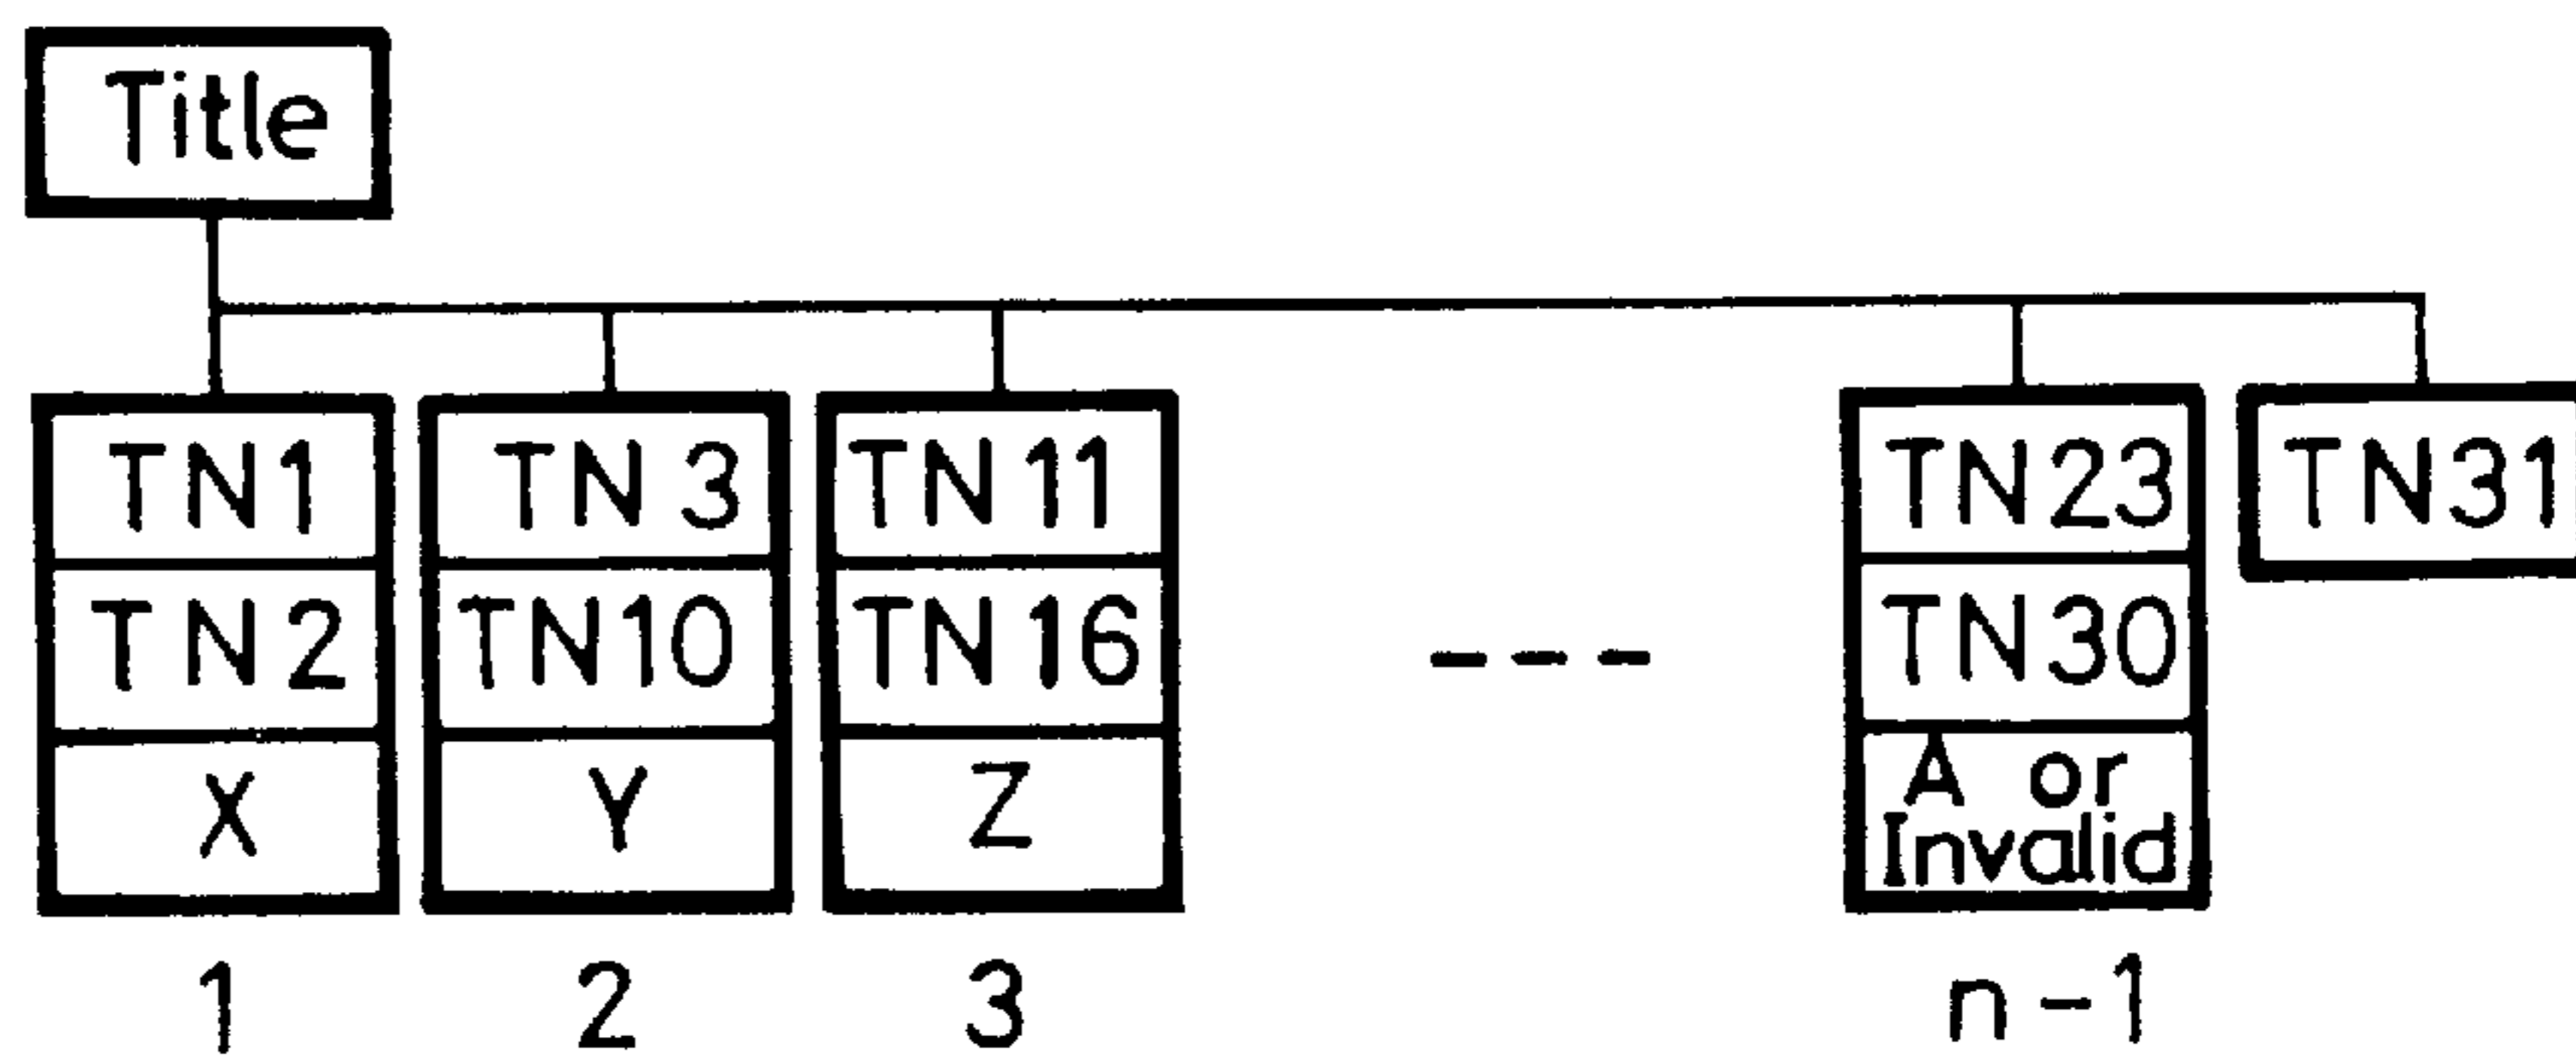 Title
TN1 TN3 TN11 TN23 TN31
TN2 TN10 TN16 --- TN30
X Y Z A or
Invalid
1 2 3 n-1